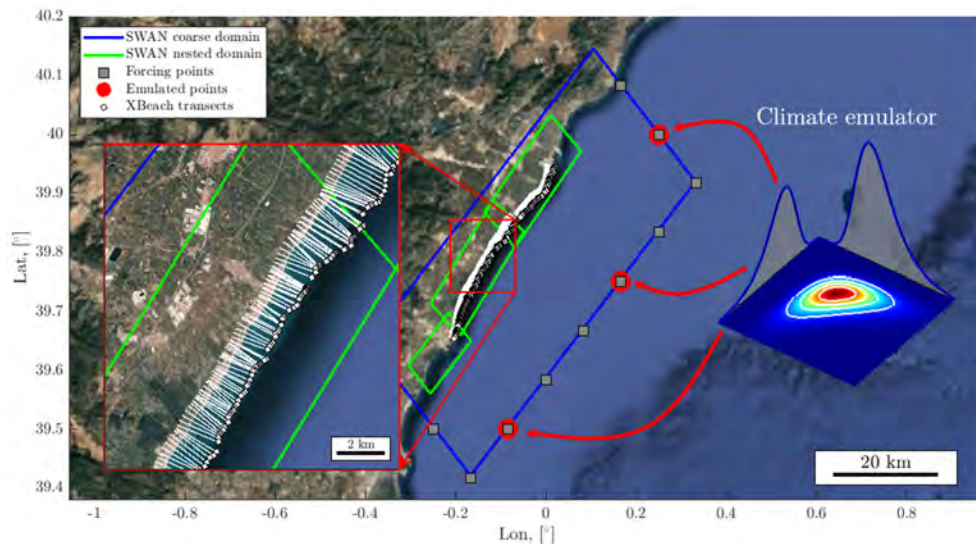 SWAN coarse domain
SWAN nested domain
Forcing points
Emulated points
XBeach transects
Climate emulator
40.2
40.1
40
39.9
39.8
39.7
39.6
39.5
39.4
Lat, [°]
2 km
20 km
-1 -0.8 -0.6 -0.4 -0.2 0 0.2 0.4 0.6 0.8
Lon, [°]